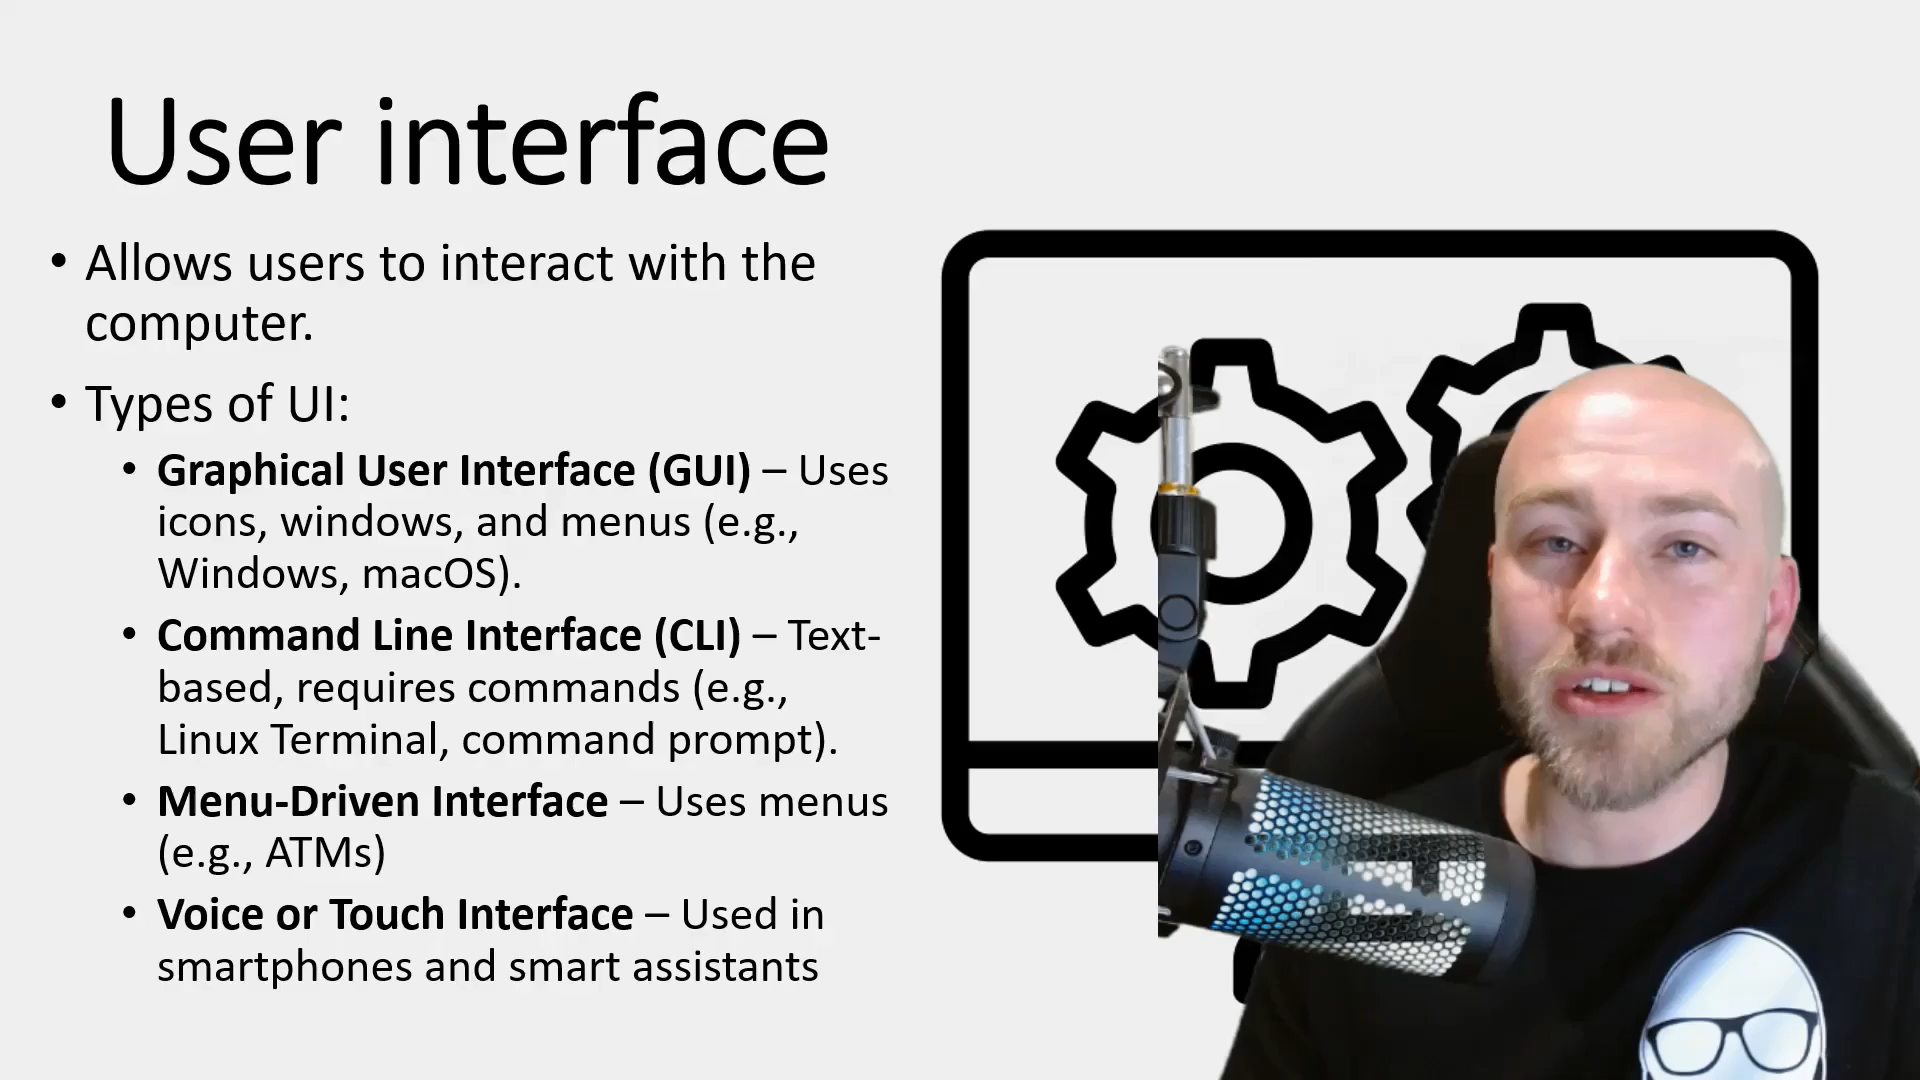 User interface
• Allows users to interact with the
computer.
• Types of UI:
• Graphical User Interface (GUI) – Uses
icons, windows, and menus (e.g.,
Windows, macOS).
• Command Line Interface (CLI) – Text-
based, requires commands (e.g.,
Linux Terminal, command prompt).
• Menu-Driven Interface – Uses menus
(e.g., ATMs)
• Voice or Touch Interface – Used in
smartphones and smart assistants